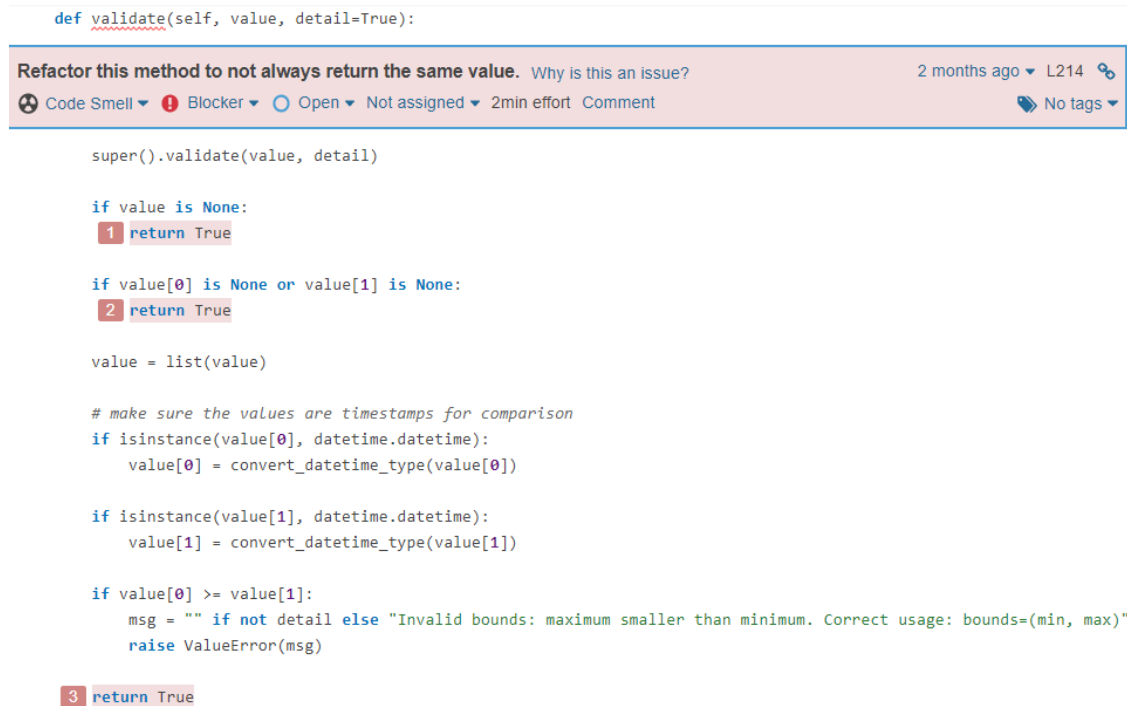 def validate(self, value, detail=True):
Refactor this method to not always return the same value. Why is this an issue? 2 months ago L214
Code Smell Blocker Open Not assigned 2min effort Comment No tags
super().validate(value, detail)
if value is None:
1 return True
if value[0] is None or value[1] is None:
2 return True
value = list(value)
# make sure the values are timestamps for comparison
if isinstance(value[0], datetime.datetime):
value[0] = convert_datetime_type(value[0])
if isinstance(value[1], datetime.datetime):
value[1] = convert_datetime_type(value[1])
if value[0] >= value[1]:
msg = "" if not detail else "Invalid bounds: maximum smaller than minimum. Correct usage: bounds=(min, max)"
raise ValueError(msg)
3 return True